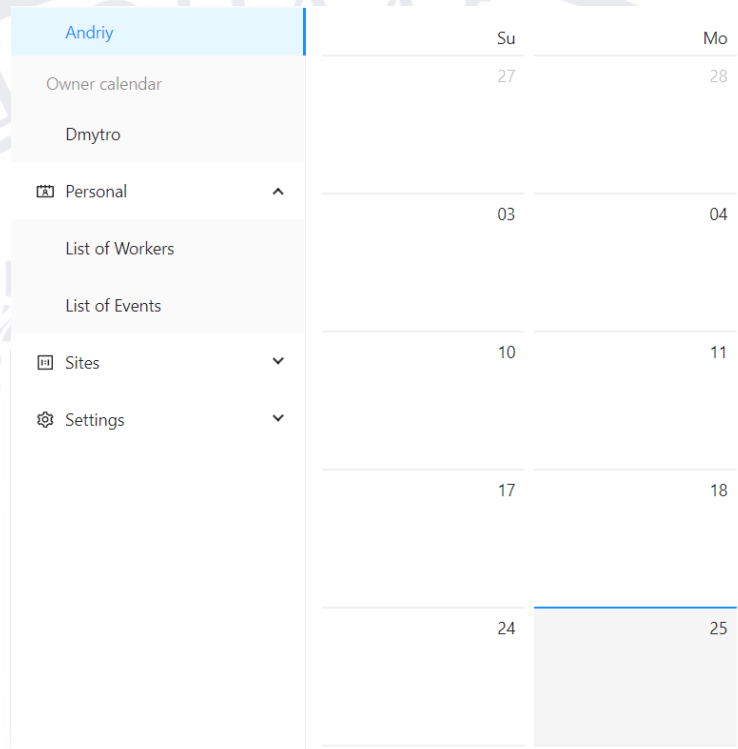 Andriy
Owner calendar
Dmytro
Personal
List of Workers
List of Events
Sites
Settings
Su Mo
27 28
03 04
10 11
17 18
24 25